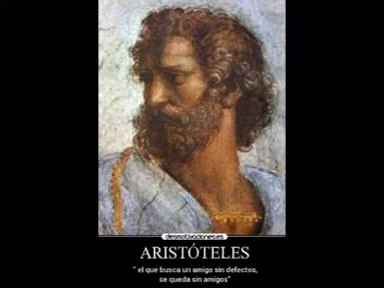 desmotivaciones.es
ARISTÓTELES
" el que busca un amigo sin defectos,
se queda sin amigos"